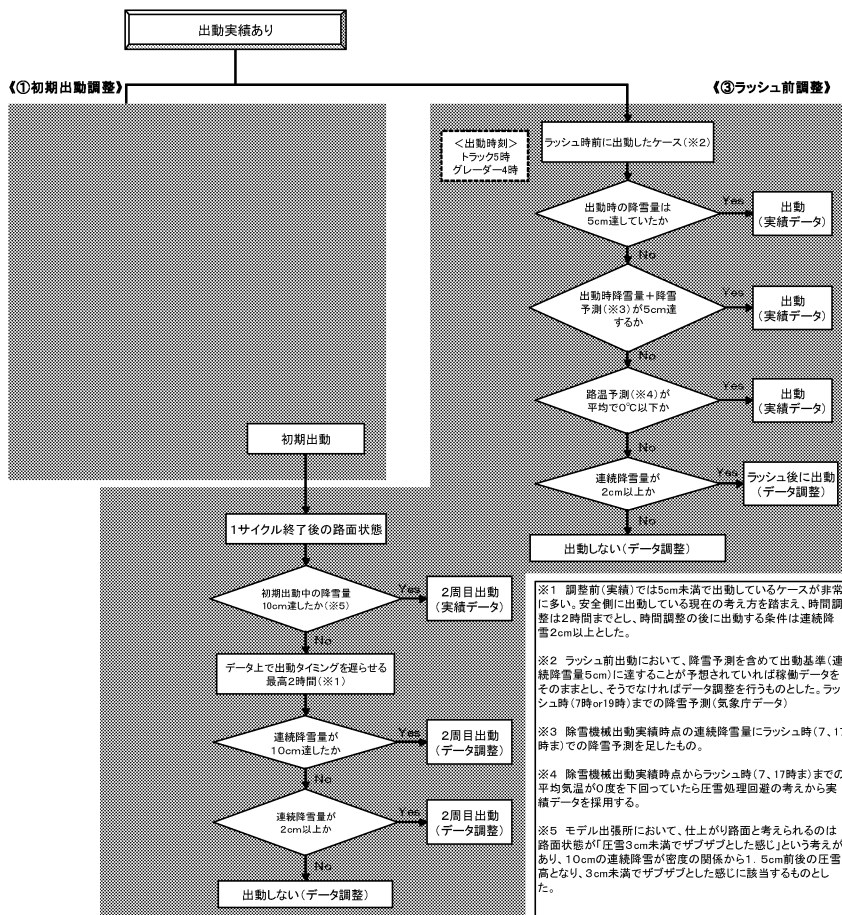 出動実績あり
《①初期出動調整》
《③ラッシュ前調整》
＜出動時刻＞
トラック5時
グレーダー4時
ラッシュ時前に出動したケース(※2)
出動時の降雪量は
5cm達していたか
Yes
出動
(実績データ)
No
出動時降雪量＋降雪
予測(※3)が5cm達
するか
Yes
出動
(実績データ)
No
路温予測(※4)が
平均で0℃以下か
Yes
出動
(実績データ)
No
連続降雪量が
2cm以上か
Yes
ラッシュ後に出動
(データ調整)
No
出動しない(データ調整)
初期出動
1サイクル終了後の路面状態
初期出動中の降雪量
10cm達したか(※5)
Yes
2周目出動
(実績データ)
No
データ上で出動タイミングを遅らせる
最高2時間(※1)
連続降雪量が
10cm達したか
Yes
2周目出動
(データ調整)
No
連続降雪量が
2cm以上か
Yes
2周目出動
(データ調整)
No
出動しない(データ調整)
※1 調整前(実績)では5cm未満で出動しているケースが非常
に多い。安全側に出動している現在の考え方を踏まえ、時間調
整は2時間までとし、時間調整の後に出動する条件は連続降
雪2cm以上とした。
※2 ラッシュ前出動において、降雪予測を含めて出動基準(連
続降雪量5cm)に達することが予想されていれば稼働データを
そのままとし、そうでなければデータ調整を行うものとした。ラッ
シュ時(7時or19時)までの降雪予測(気象庁データ)
※3 除雪機械出動実績時点の連続降雪量にラッシュ時(7、17
時ま)での降雪予測を足したもの。
※4 除雪機械出動実績時点からラッシュ時(7、17時ま)までの
平均気温が0度を下回っていたら圧雪処理回避の考えから実
績データを採用する。
※5 モデル出張所において、仕上がり路面と考えられるのは
路面状態が「圧雪3cm未満でザブザブとした感じ」という考えが
あり、10cmの連続降雪が密度の関係から1．5cm前後の圧雪
高となり、3cm未満でザブザブとした感じに該当するものとし
た。